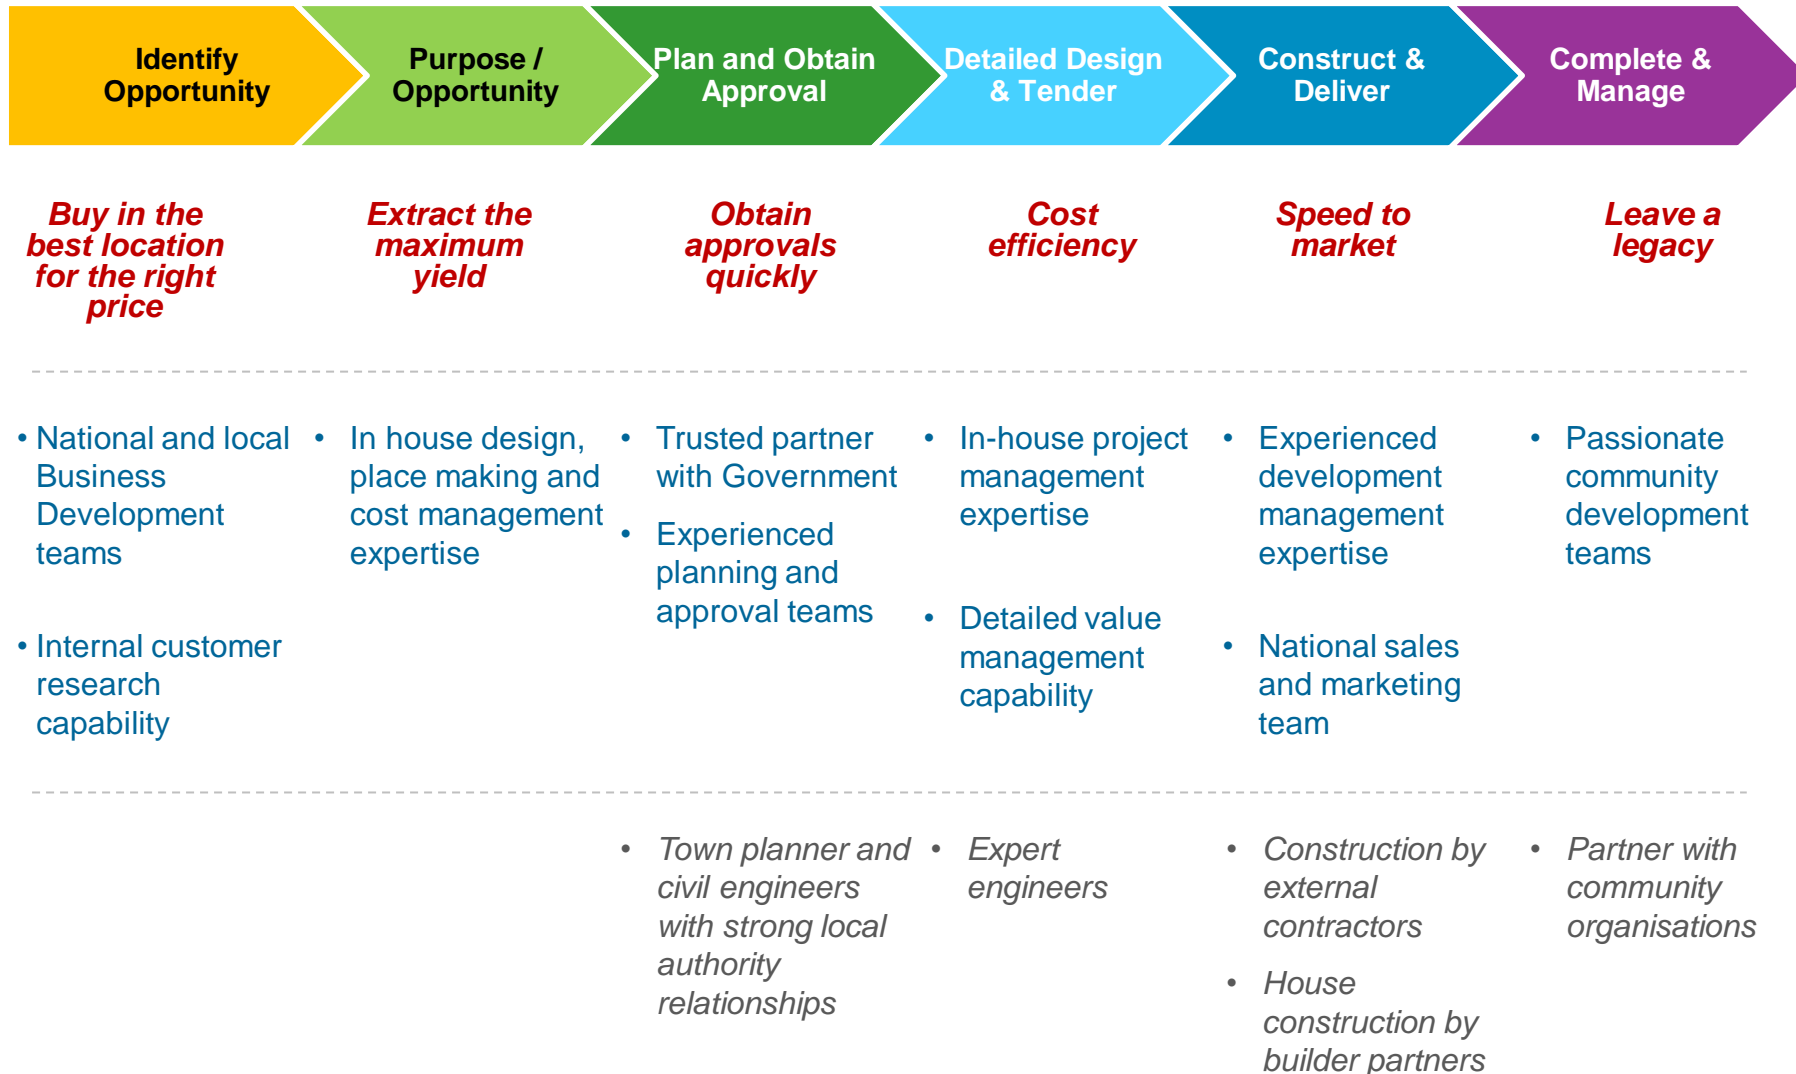 Identify
Opportunity
Purpose /
Opportunity
Plan and Obtain
Approval
Detailed Design
& Tender
Construct &
Deliver
Complete &
Manage
Buy in the
best location
for the right
price
Extract the
maximum
yield
Obtain
approvals
quickly
Cost
efficiency
Speed to
market
Leave a
legacy
• National and local
Business
Development
teams
• Internal customer
research
capability
• In house design,
place making and
cost management
expertise
• Trusted partner
with Government
• Experienced
planning and
approval teams
• In-house project
management
expertise
• Detailed value
management
capability
• Experienced
development
management
expertise
• National sales
and marketing
team
• Passionate
community
development
teams
• Town planner and
civil engineers
with strong local
authority
relationships
• Expert
engineers
• Construction by
external
contractors
• House
construction by
builder partners
• Partner with
community
organisations